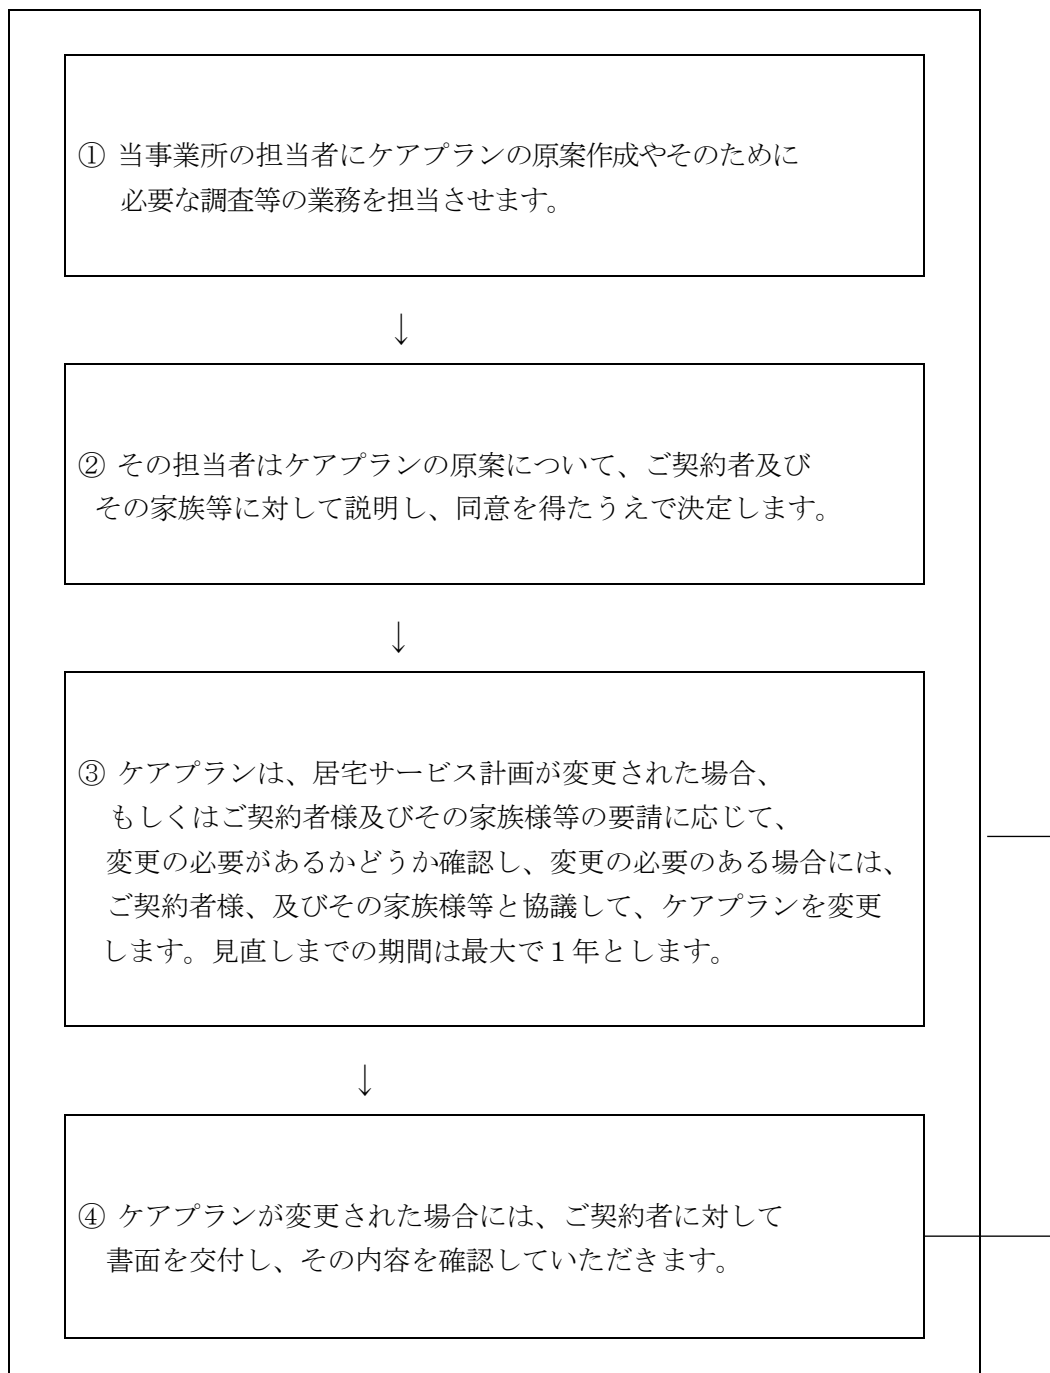 ① 当事業所の担当者にケアプランの原案作成やそのために
必要な調査等の業務を担当させます。
↓
② その担当者はケアプランの原案について、ご契約者及び
その家族等に対して説明し、同意を得たうえで決定します。
↓
③ ケアプランは、居宅サービス計画が変更された場合、
もしくはご契約者様及びその家族様等の要請に応じて、
変更の必要があるかどうか確認し、変更の必要のある場合には、
ご契約者様、及びその家族様等と協議して、ケアプランを変更
します。見直しまでの期間は最大で１年とします。
↓
④ ケアプランが変更された場合には、ご契約者に対して
書面を交付し、その内容を確認していただきます。